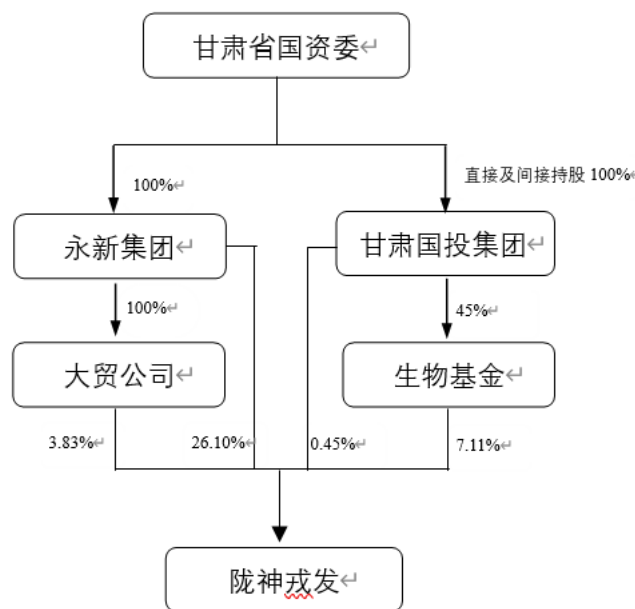 甘肃省国资委
100%
直接及间接持股 100%
永新集团
甘肃国投集团
100%
45%
大贸公司
生物基金
3.83%
26.10%
0.45%
7.11%
陇神戎发